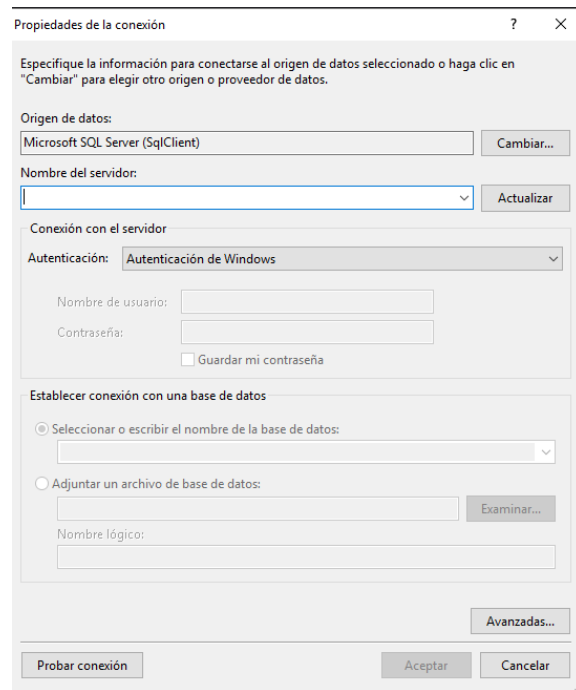 Propiedades de la conexión ? ×
Especifique la información para conectarse al origen de datos seleccionado o haga clic en
"Cambiar" para elegir otro origen o proveedor de datos.
Origen de datos:
Microsoft SQL Server (SqlClient) Cambiar...
Nombre del servidor:
Actualizar
Conexión con el servidor
Autenticación: Autenticación de Windows
Nombre de usuario:
Contraseña:
Guardar mi contraseña
Establecer conexión con una base de datos
Seleccionar o escribir el nombre de la base de datos:
Adjuntar un archivo de base de datos:
Examinar...
Nombre lógico:
Avanzadas...
Probar conexión Aceptar Cancelar